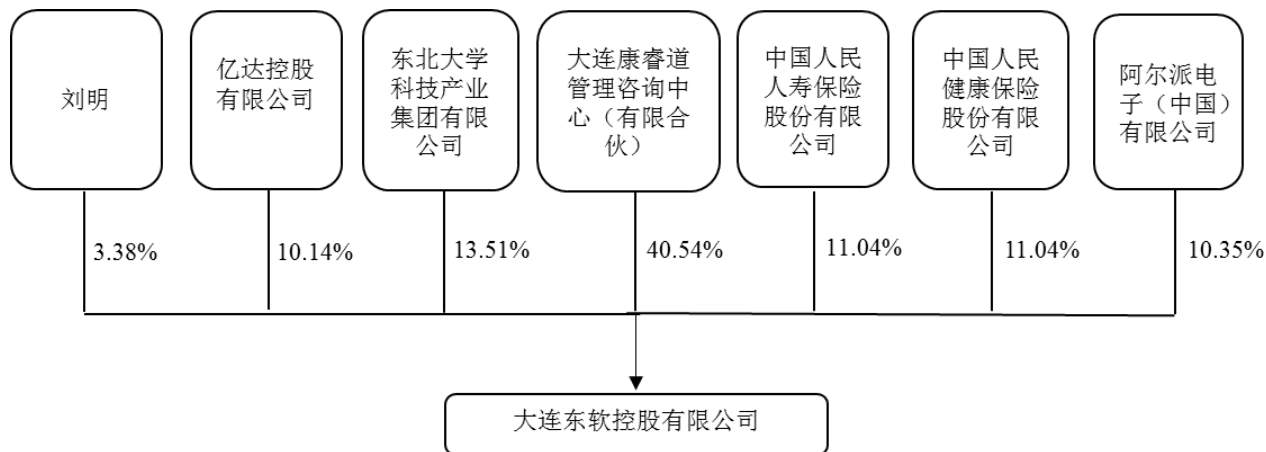 刘明
亿达控股
有限公司
东北大学
科技产业
集团有限
公司
大连康睿道
管理咨询中
心（有限合
伙）
中国人民
人寿保险
股份有限
公司
中国人民
健康保险
股份有限
公司
阿尔派电
子（中国）
有限公司
3.38%
10.14%
13.51%
40.54%
11.04%
11.04%
10.35%
大连东软控股有限公司